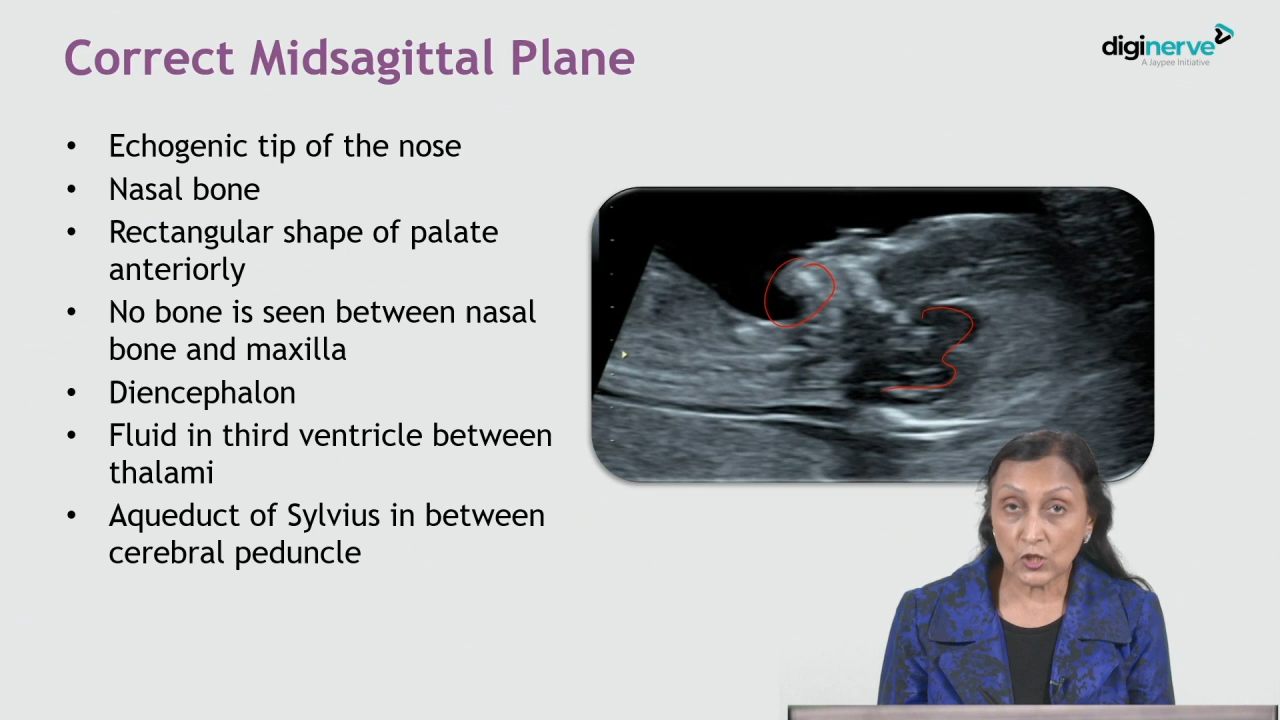 Correct Midsagittal Plane
diginerve
A Jaypee Initiative
• Echogenic tip of the nose
• Nasal bone
• Rectangular shape of palate
anteriorly
• No bone is seen between nasal
bone and maxilla
• Diencephalon
• Fluid in third ventricle between
thalami
• Aqueduct of Sylvius in between
cerebral peduncle